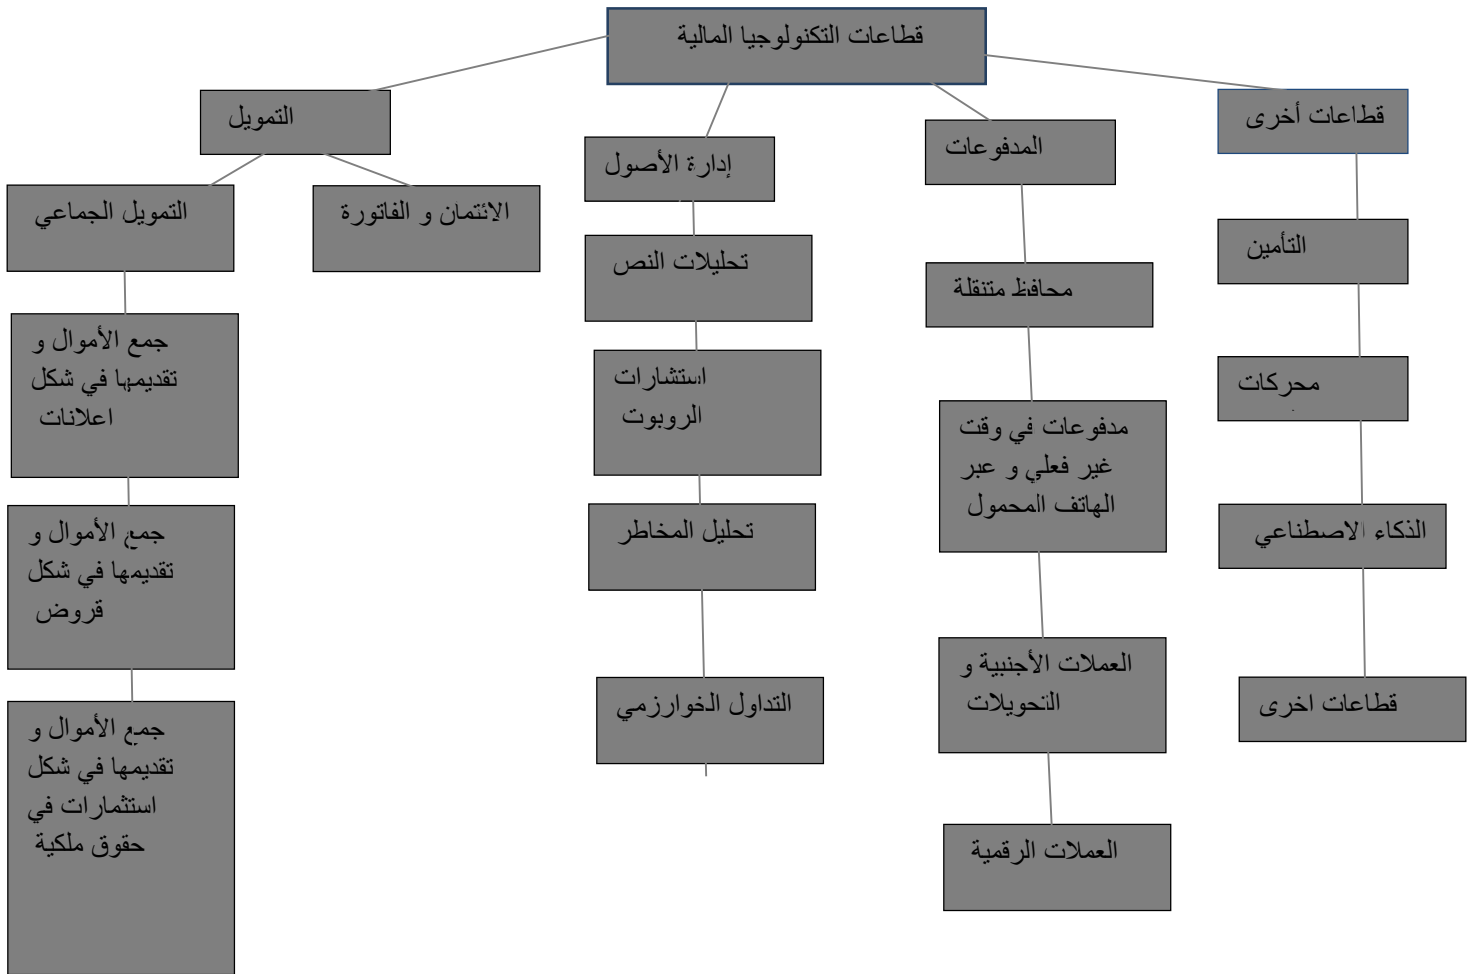 قطاعات التكنولوجيا المالية
قطاعات أخرى
التأمين
محركات
الذكاء الاصطناعي
قطاعات اخرى
المدفوعات
محافظ متنقلة
مدفوعات في وقت
غير فعلي و عبر
الهاتف المحمول
العملات الأجنبية و
التحويلات
العملات الرقمية
إدارة الأصول
تحليلات النص
استشارات
الروبوت
تحليل المخاطر
التداول الخوارزمي
التمويل
الائتمان و الفاتورة
التمويل الجماعي
جمع الأموال و
تقديمها في شكل
اعلانات
جمع الأموال و
تقديمها في شكل
قروض
جمع الأموال و
تقديمها في شكل
استثمارات في
حقوق ملكية